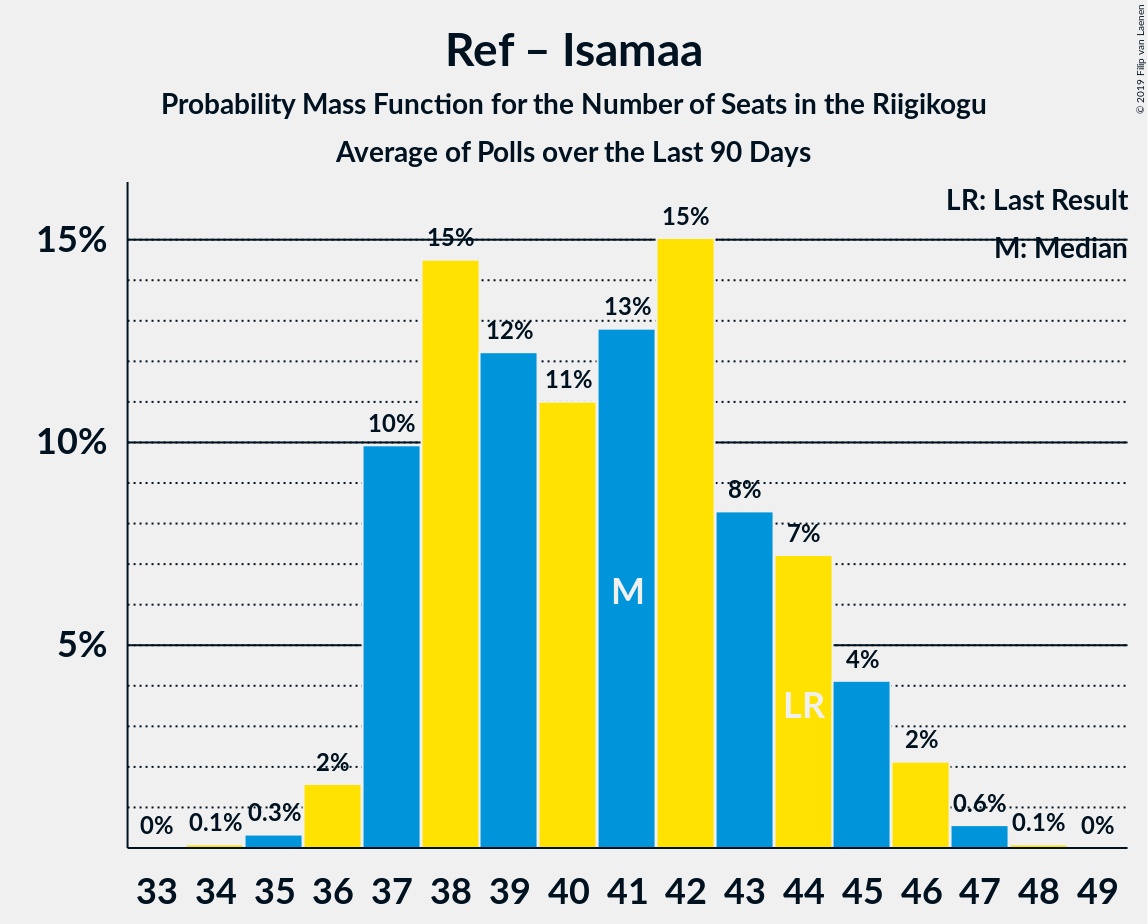 Ref – Isamaa
Probability Mass Function for the Number of Seats in the Riigikogu
Average of Polls over the Last 90 Days
© 2019 Filip van Laenen
LR: Last Result
M: Median
15%
10%
5%
0%
0.1%
0.3%
2%
10%
15%
12%
11%
13%
15%
8%
7%
4%
2%
0.6%
0.1%
0%
M
LR
33 34 35 36 37 38 39 40 41 42 43 44 45 46 47 48 49